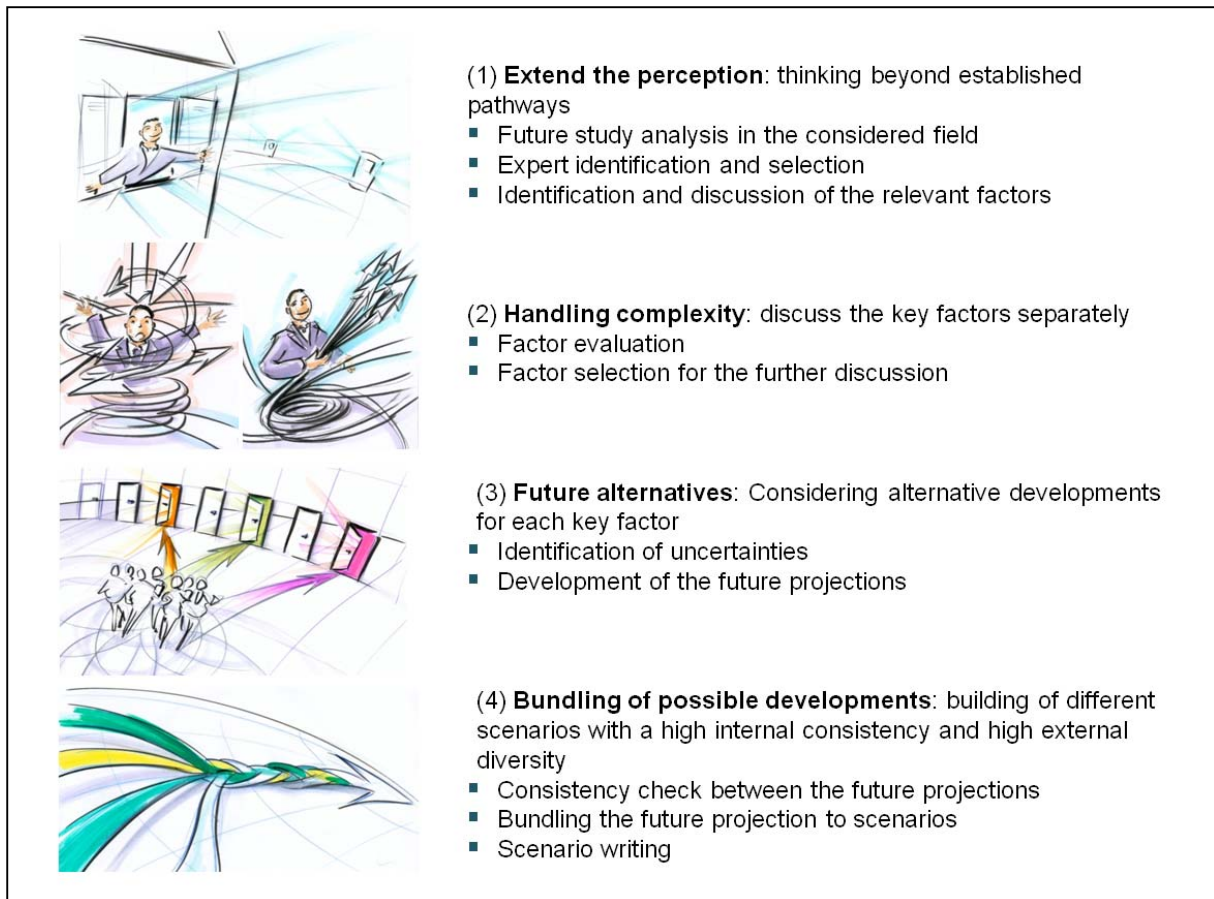 (1) Extend the perception: thinking beyond established
pathways
▪ Future study analysis in the considered field
▪ Expert identification and selection
▪ Identification and discussion of the relevant factors
(2) Handling complexity: discuss the key factors separately
▪ Factor evaluation
▪ Factor selection for the further discussion
(3) Future alternatives: Considering alternative developments
for each key factor
▪ Identification of uncertainties
▪ Development of the future projections
(4) Bundling of possible developments: building of different
scenarios with a high internal consistency and high external
diversity
▪ Consistency check between the future projections
▪ Bundling the future projection to scenarios
▪ Scenario writing